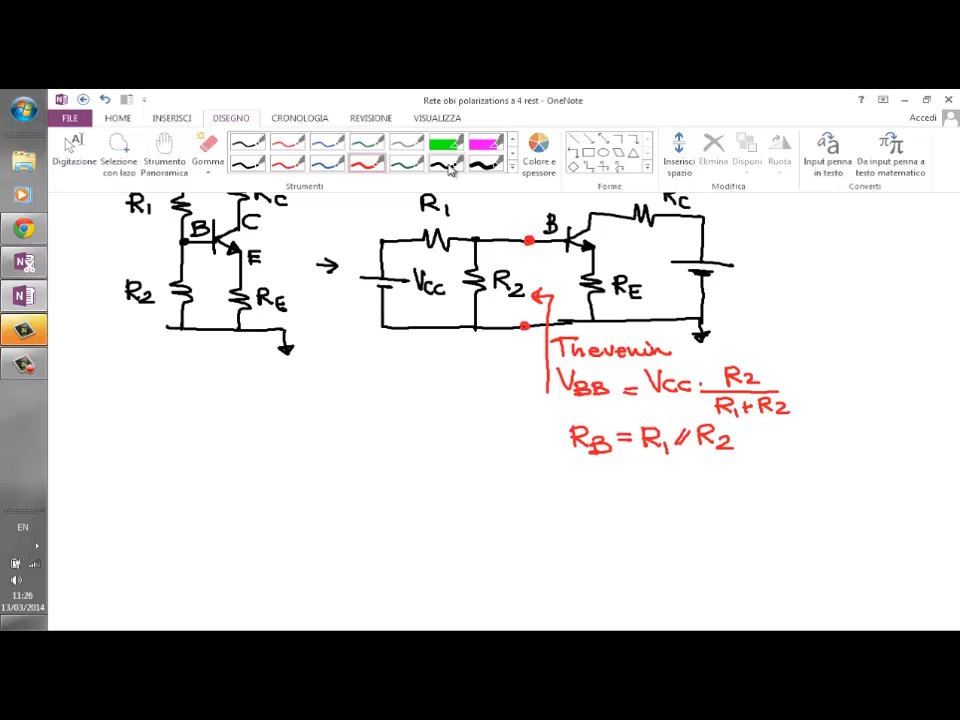 Rete obi polarizations a 4 rest - OneNote
FILE HOME INSERISCI DISEGNO CRONOLOGIA REVISIONE VISUALIZZA Accedi
Digitazione Selezione con lazo Strumento Panoramica Gomma Colore e spessore Inserisci spazio Elimina Disponi Ruota Input penna in testo Da input penna a testo matematico
Strumenti Forme Modifica Converti
R1 RC R1 RC
B C B
E
R2 RE VCC R2 RE
Thevenin
VBB = VCC · R2
R1 + R2
RB = R1 // R2
EN
11:26
13/03/2014